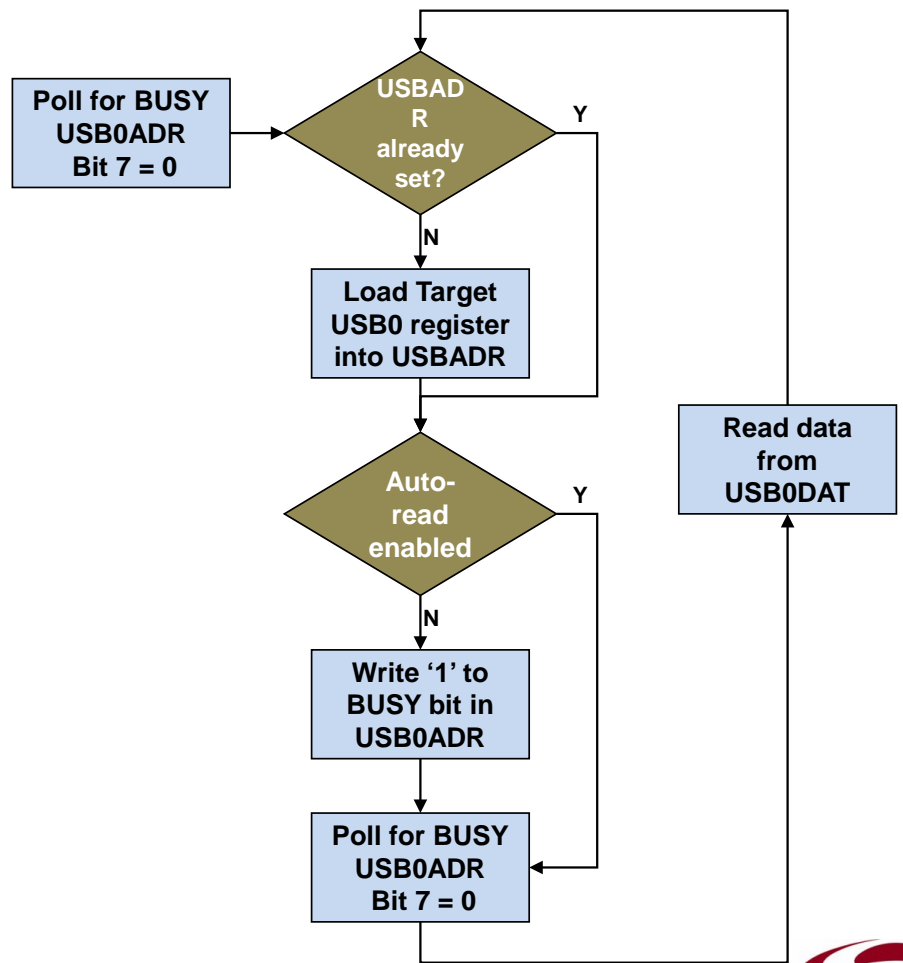 Poll for BUSY
USB0ADR
Bit 7 = 0
USBAD
R
already
set?
Y
N
Load Target
USB0 register
into USBADR
Auto-
read
enabled
Y
N
Write ‘1’ to
BUSY bit in
USB0ADR
Poll for BUSY
USB0ADR
Bit 7 = 0
Read data
from
USB0DAT